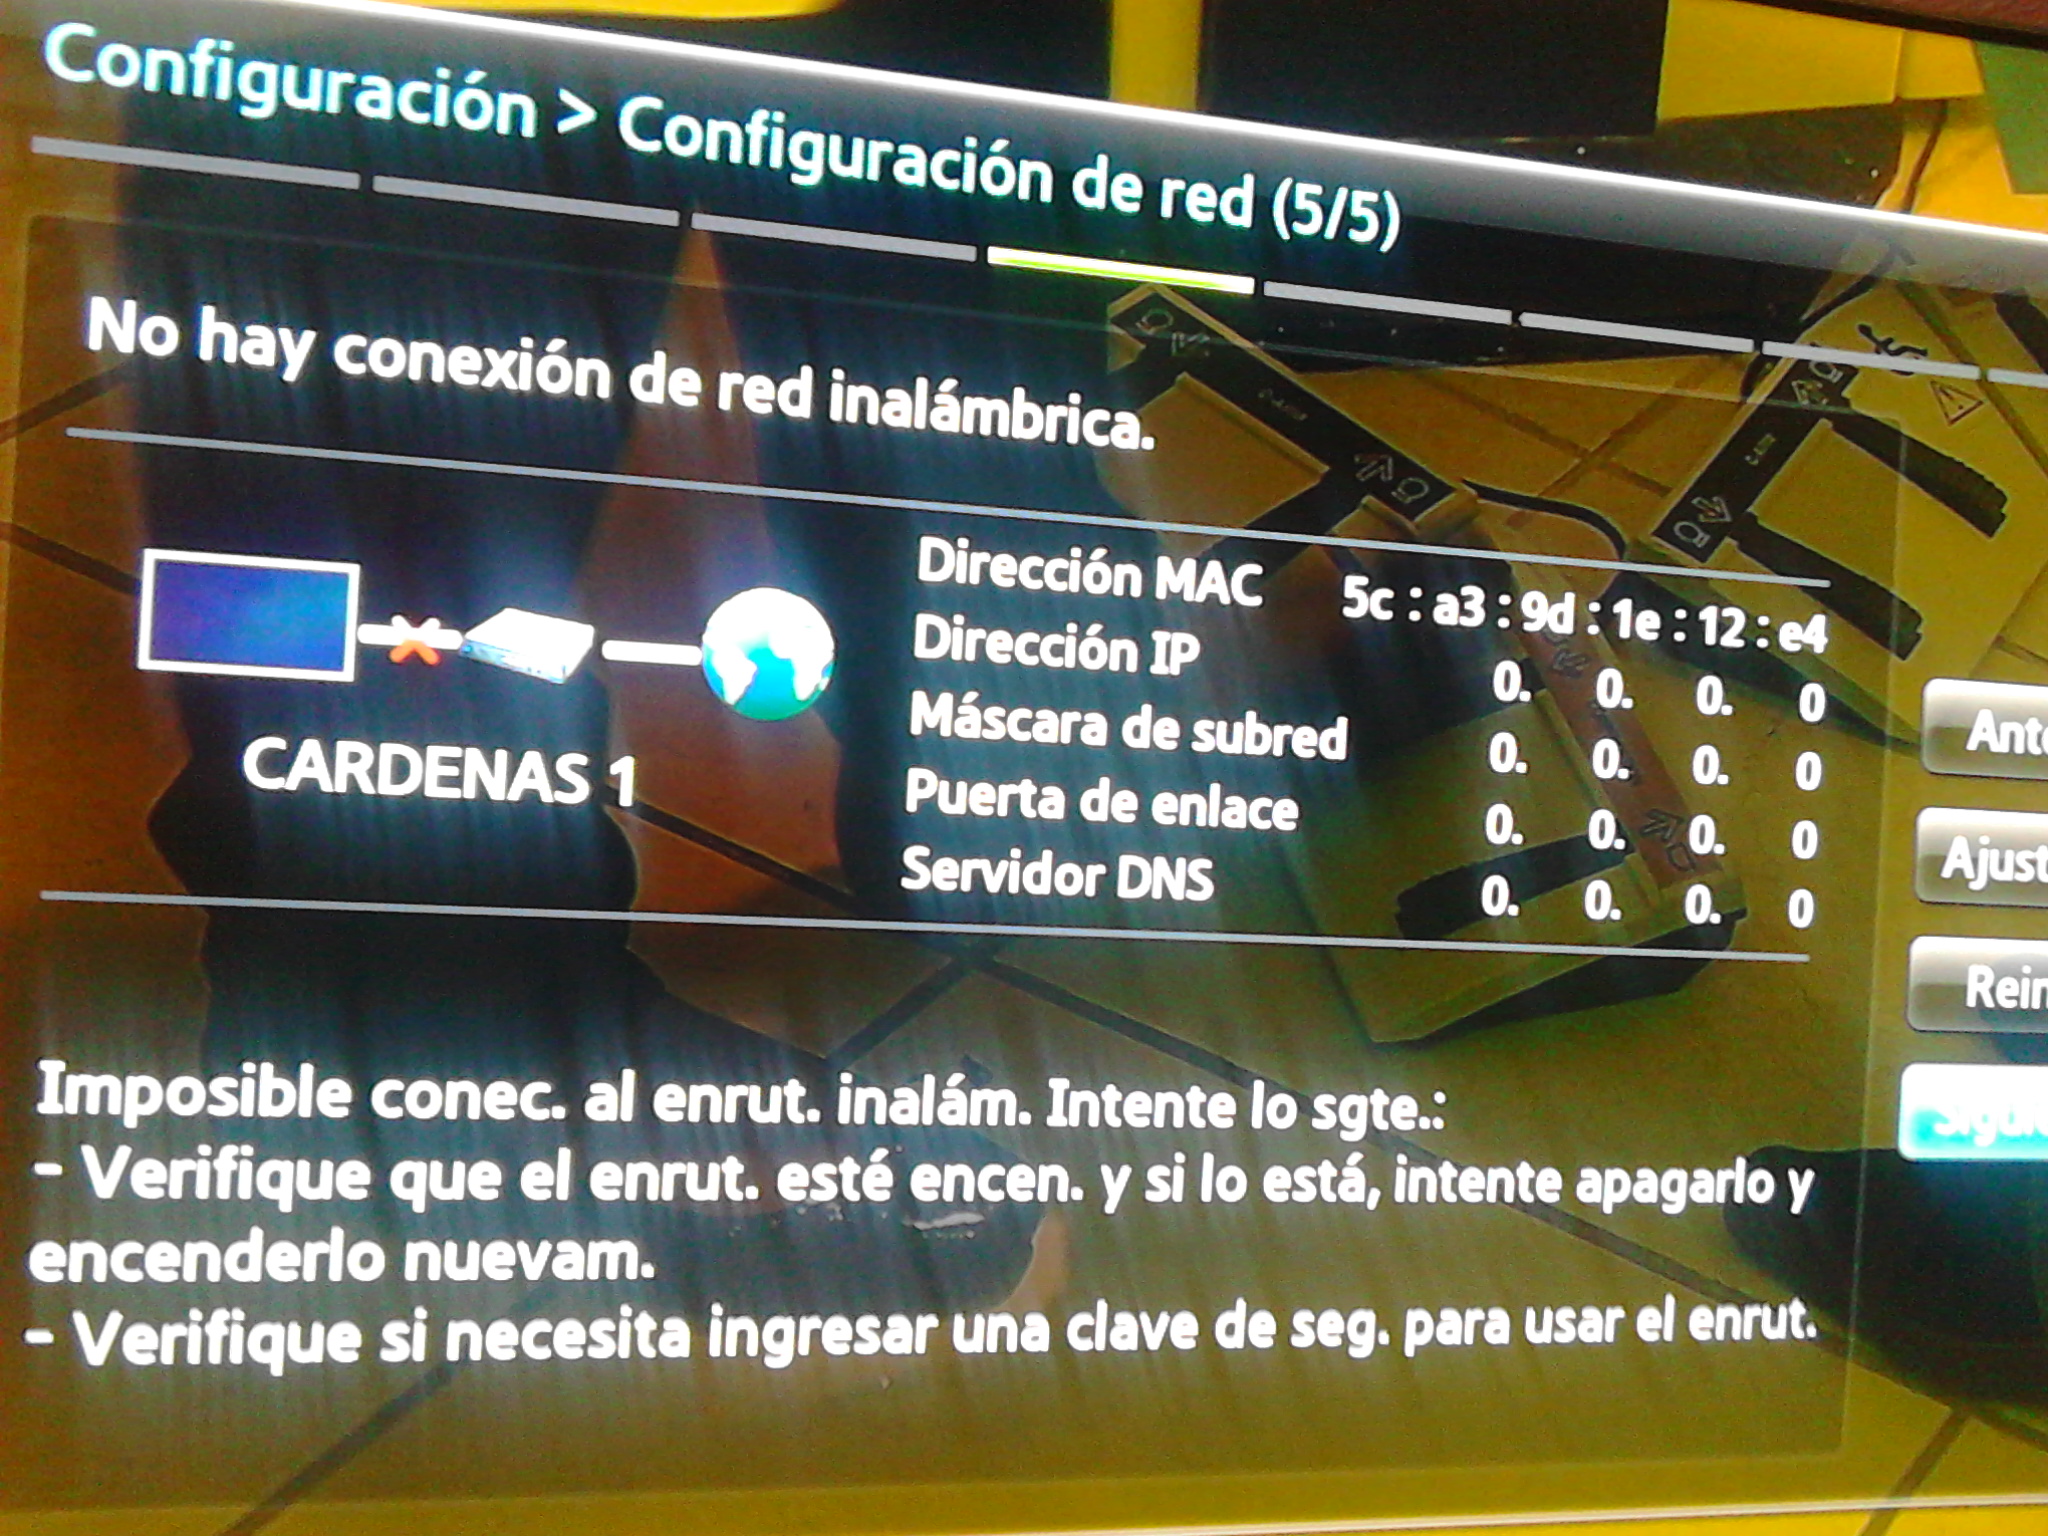 Configuración > Configuración de red (5/5)
No hay conexión de red inalámbrica.
CARDENAS 1
Dirección MAC 5c : a3 : 9d : 1e : 12 : e4
Dirección IP 0. 0. 0. 0
Máscara de subred 0. 0. 0. 0
Puerta de enlace 0. 0. 0. 0
Servidor DNS 0. 0. 0. 0
Ante
Ajust
Rein
Sigui
Imposible conec. al enrut. inalám. Intente lo sgte.:
- Verifique que el enrut. esté encen. y si lo está, intente apagarlo y
encenderlo nuevam.
- Verifique si necesita ingresar una clave de seg. para usar el enrut.